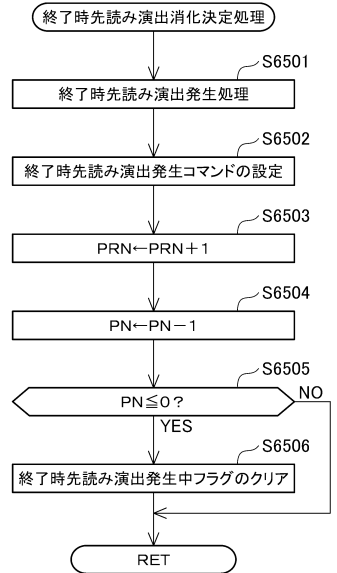 終了時先読み演出消化決定処理
S6501
終了時先読み演出発生処理
S6502
終了時先読み演出発生コマンドの設定
S6503
PRN←PRN＋1
S6504
PN←PN－1
S6505
PN≦0？
NO
YES
S6506
終了時先読み演出発生中フラグのクリア
RET